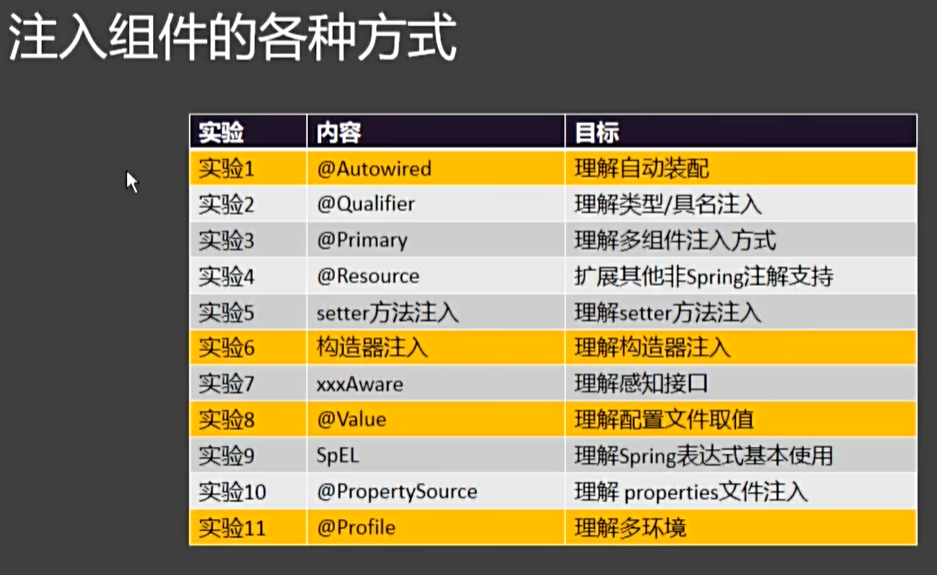 注入组件的各种方式
实验 内容 目标
实验1 @Autowired 理解自动装配
实验2 @Qualifier 理解类型/具名注入
实验3 @Primary 理解多组件注入方式
实验4 @Resource 扩展其他非Spring注解支持
实验5 setter方法注入 理解setter方法注入
实验6 构造器注入 理解构造器注入
实验7 xxxAware 理解感知接口
实验8 @Value 理解配置文件取值
实验9 SpEL 理解Spring表达式基本使用
实验10 @PropertySource 理解 properties文件注入
实验11 @Profile 理解多环境